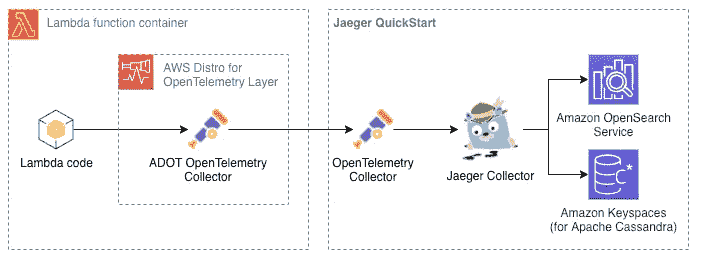 Lambda function container
AWS Distro for
OpenTelemetry Layer
Lambda code
ADOT OpenTelemetry
Collector
Jaeger QuickStart
OpenTelemetry
Collector
Jaeger Collector
Amazon OpenSearch
Service
Amazon Keyspaces
(for Apache Cassandra)